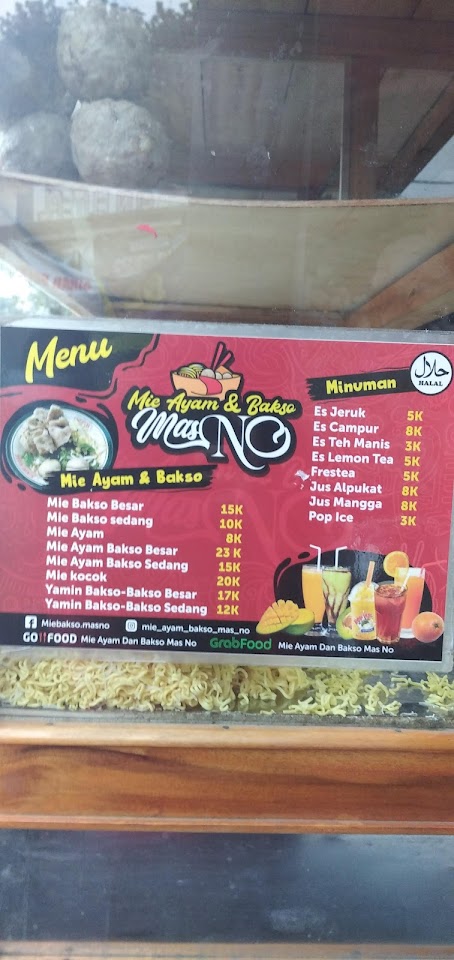 Menu
Mie Ayam & Bakso
Mas NO
حلال
HALAL
Minuman
Es Jeruk 5K
Es Campur 8K
Es Teh Manis 3K
Es Lemon Tea 5K
Frestea 5K
Jus Alpukat 8K
Jus Mangga 8K
Pop Ice 3K
Mie Ayam & Bakso
Mie Bakso Besar 15K
Mie Bakso sedang 10K
Mie Ayam 8K
Mie Ayam Bakso Besar 23 K
Mie Ayam Bakso Sedang 15K
Mie kocok 20K
Yamin Bakso-Bakso Besar 17K
Yamin Bakso-Bakso Sedang 12K
Miebakso.masno mie_ayam_bakso_mas_no
GO FOOD Mie Ayam Dan Bakso Mas No GrabFood Mie Ayam Dan Bakso Mas No